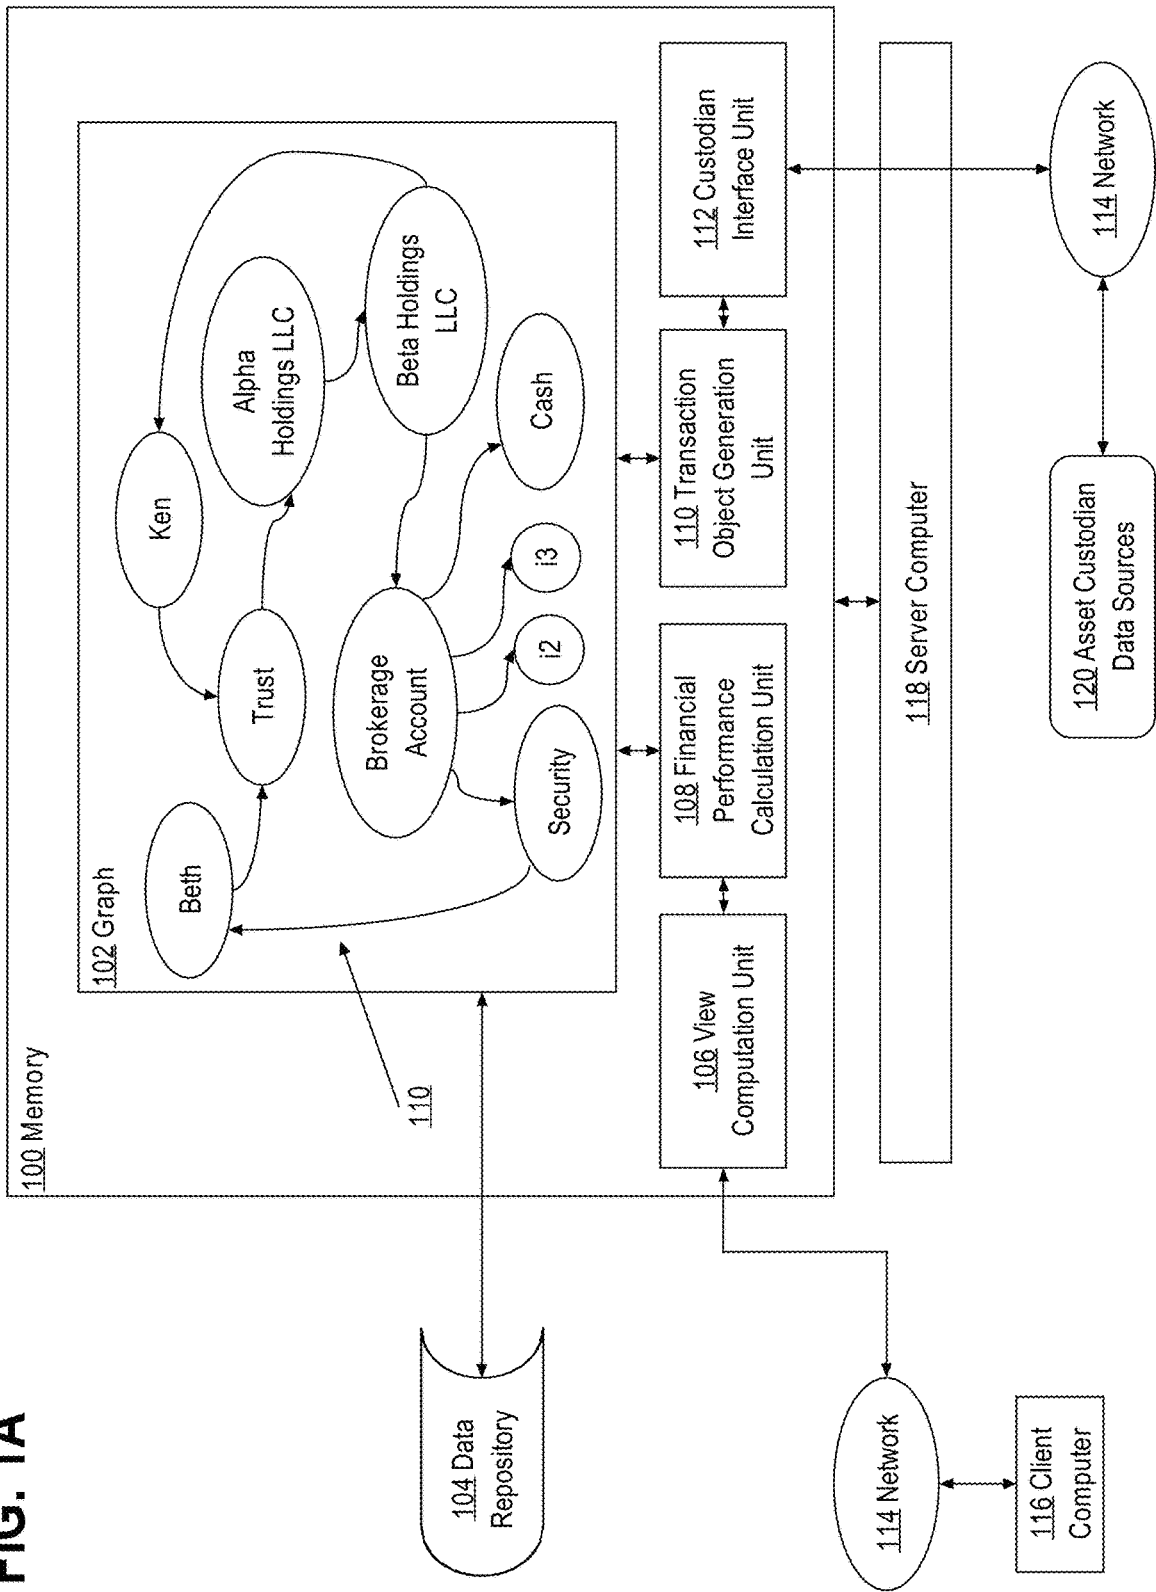 FIG. 1A
100 Memory
102 Graph
Beth
Ken
Trust
Alpha
Holdings LLC
Beta Holdings
LLC
Brokerage
Account
Security
i2
i3
Cash
110
104 Data
Repository
106 View
Computation Unit
108 Financial
Performance
Calculation Unit
110 Transaction
Object Generation
Unit
112 Custodian
Interface Unit
118 Server Computer
114 Network
116 Client
Computer
120 Asset Custodian
Data Sources
114 Network